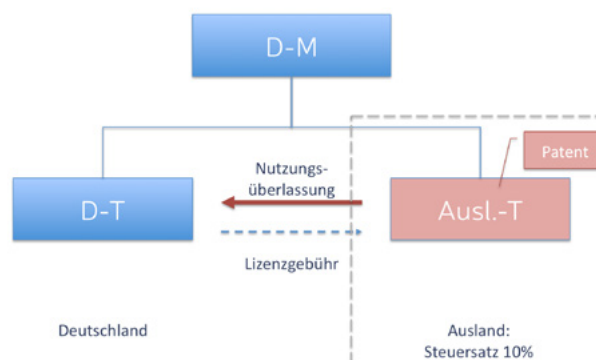 D-M
Patent
Nutzungs-
überlassung
D-T
Ausl.-T
Lizenzgebühr
Deutschland
Ausland:
Steuersatz 10%